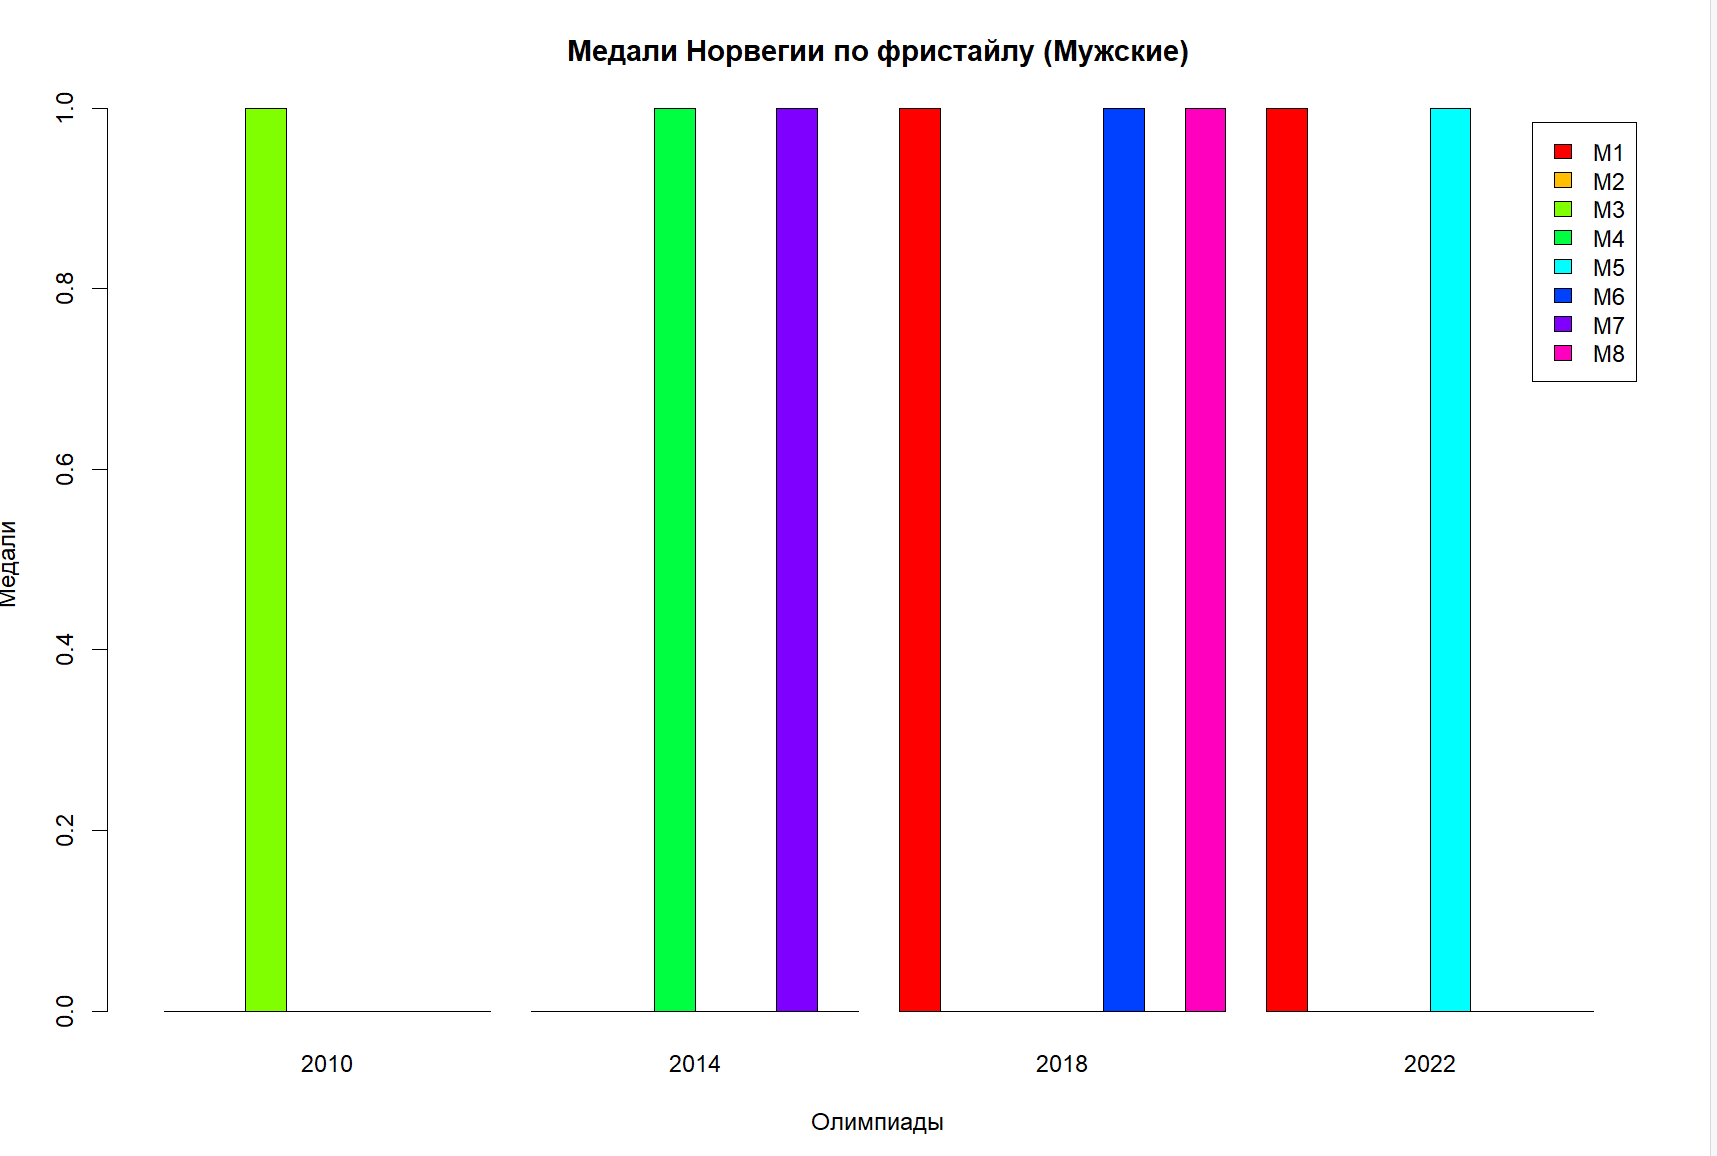 Медали Норвегии по фристайлу (Мужские)
1.0
0.8
0.6
0.4
0.2
0.0
Медали
M1
M2
M3
M4
M5
M6
M7
M8
2010
2014
2018
2022
Олимпиады